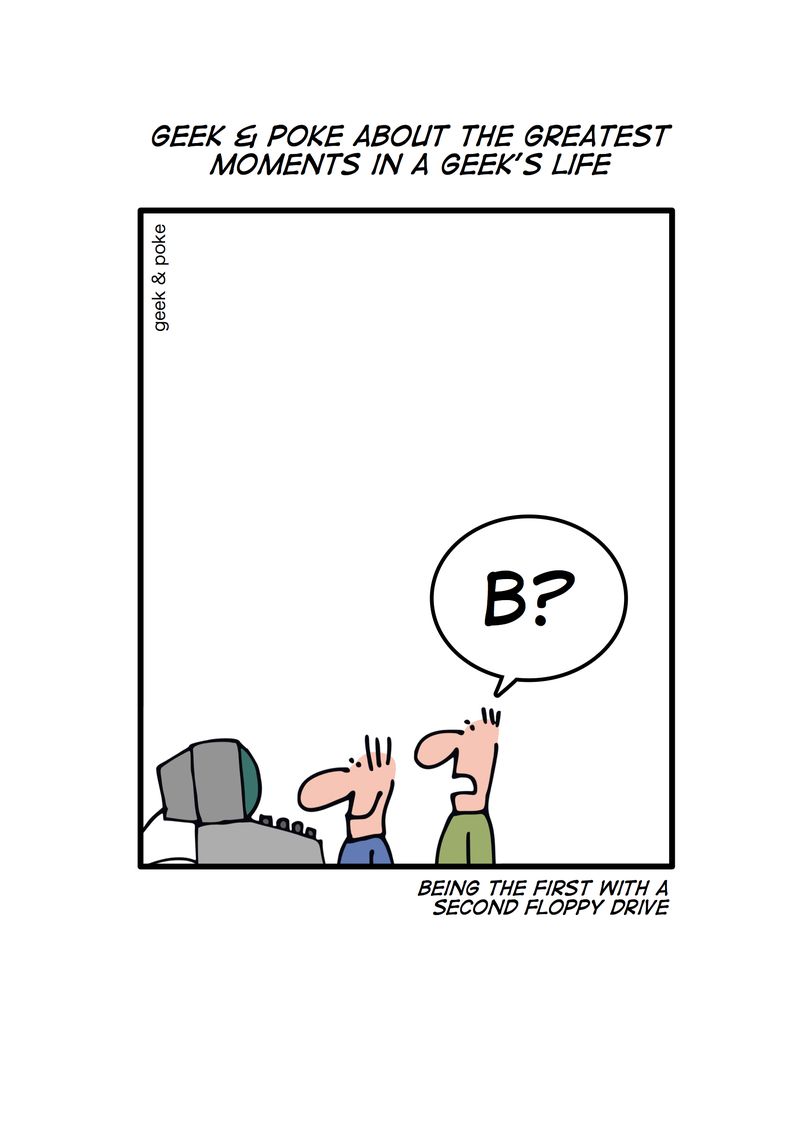 GEEK & POKE ABOUT THE GREATEST
MOMENTS IN A GEEK'S LIFE
geek & poke
B?
BEING THE FIRST WITH A
SECOND FLOPPY DRIVE